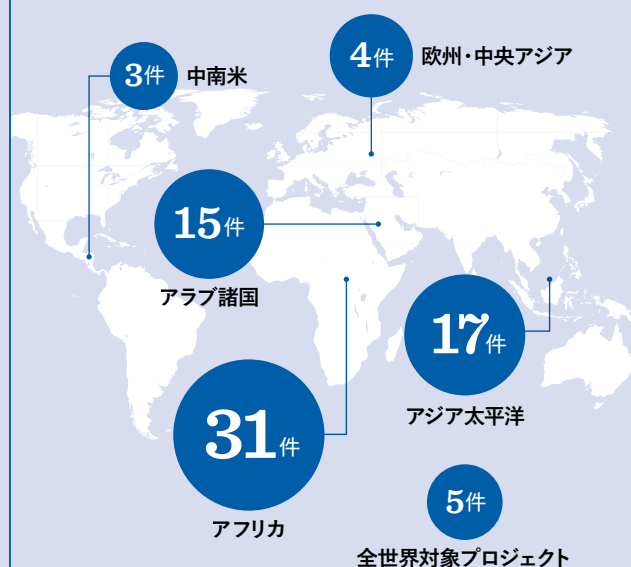 3件 中南米
4件 欧州・中央アジア
15件
アラブ諸国
17件
アジア太平洋
31件
アフリカ
5件
全世界対象プロジェクト